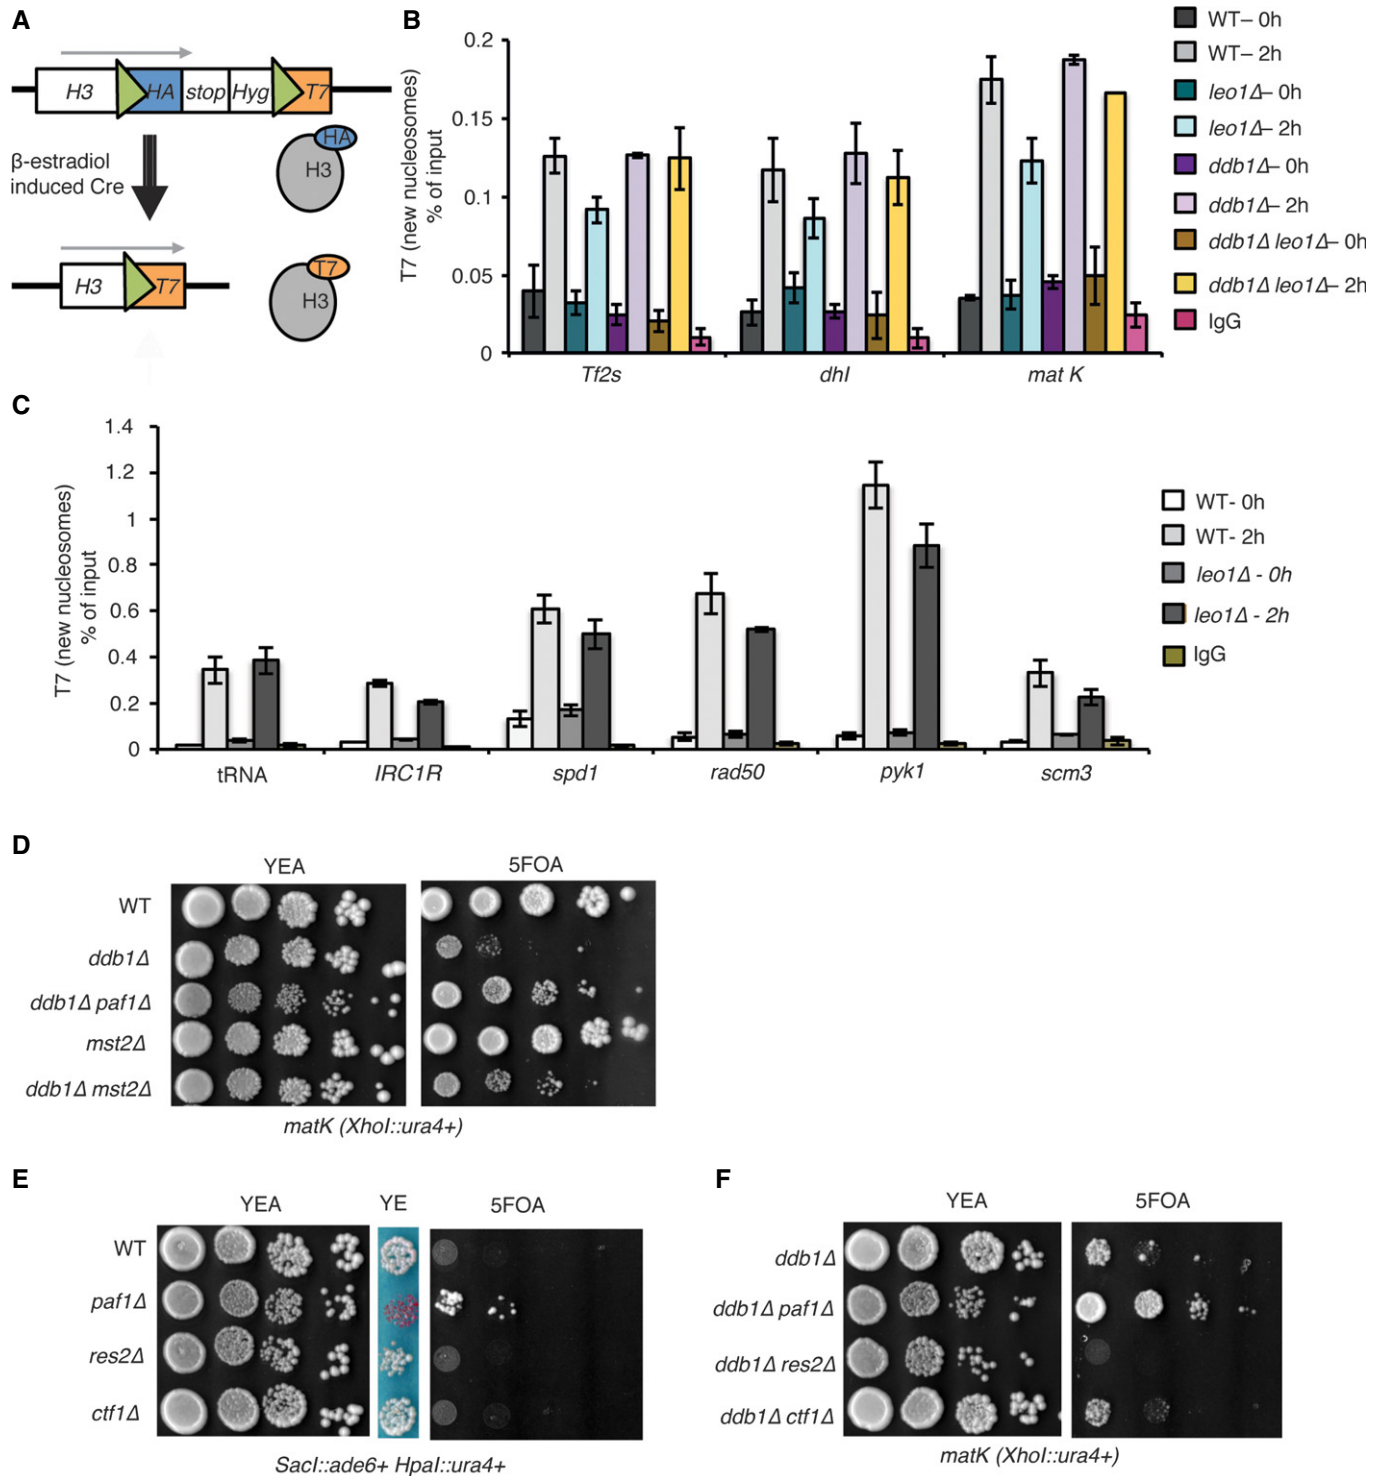 A
H3 HA stop Hyg T7
β-estradiol
induced Cre
HA
H3
H3 T7
T7
H3
B
T7 (new nucleosomes)
% of input
0.2
0.15
0.1
0.05
0
Tf2s dhI mat K
WT– 0h
WT– 2h
leo1Δ– 0h
leo1Δ– 2h
ddb1Δ– 0h
ddb1Δ– 2h
ddb1Δ leo1Δ– 0h
ddb1Δ leo1Δ– 2h
IgG
C
T7 (new nucleosomes)
% of input
1.4
1.2
1
0.8
0.6
0.4
0.2
0
tRNA IRC1R spd1 rad50 pyk1 scm3
WT- 0h
WT- 2h
leo1Δ - 0h
leo1Δ - 2h
IgG
D
YEA 5FOA
WT
ddb1Δ
ddb1Δ paf1Δ
mst2Δ
ddb1Δ mst2Δ
matK (XhoI::ura4+)
E
YEA YE 5FOA
WT
paf1Δ
res2Δ
ctf1Δ
SacI::ade6+ HpaI::ura4+
F
YEA 5FOA
ddb1Δ
ddb1Δ paf1Δ
ddb1Δ res2Δ
ddb1Δ ctf1Δ
matK (XhoI::ura4+)